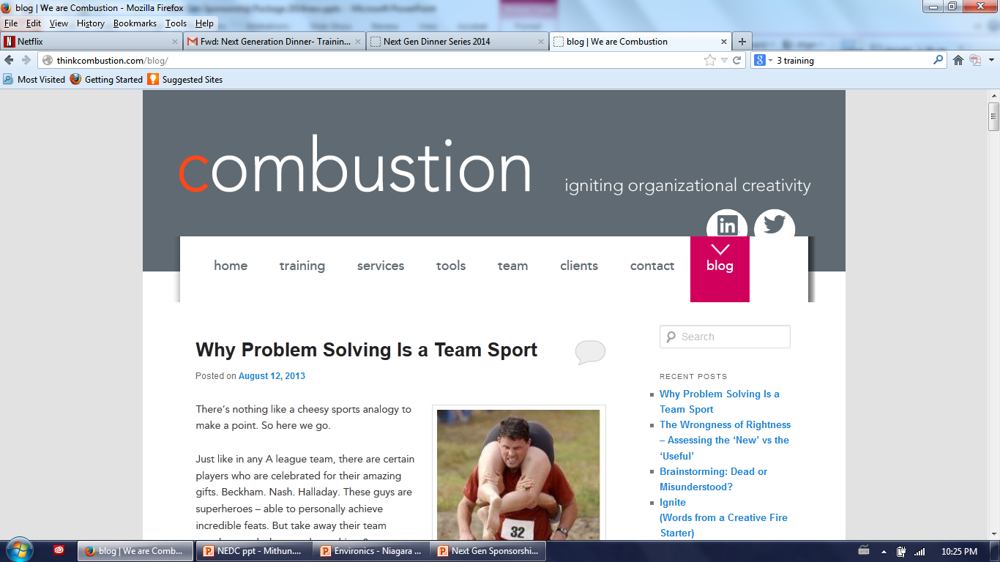 blog | We are Combustion - Mozilla Firefox
File Edit View History Bookmarks Tools Help
Netflix
Fwd: Next Generation Dinner- Trainin...
Next Gen Dinner Series 2014
blog | We are Combustion
thinkcombustion.com/blog/
3 training
Most Visited Getting Started Suggested Sites
combustion
igniting organizational creativity
in
home training services tools team clients contact blog
Why Problem Solving Is a Team Sport
Posted on August 12, 2013
There's nothing like a cheesy sports analogy to
make a point. So here we go.
Just like in any A league team, there are certain
players who are celebrated for their amazing
gifts. Beckham. Nash. Halladay. These guys are
superheroes – able to personally achieve
incredible feats. But take away their team
32
Search
RECENT POSTS
Why Problem Solving Is a
Team Sport
The Wrongness of Rightness
– Assessing the ‘New’ vs the
‘Useful’
Brainstorming: Dead or
Misunderstood?
Ignite
(Words from a Creative Fire
Starter)
blog | We are Comb...
NEDC ppt - Mithun....
Environics - Niagara ...
Next Gen Sponsorshi...
10:25 PM